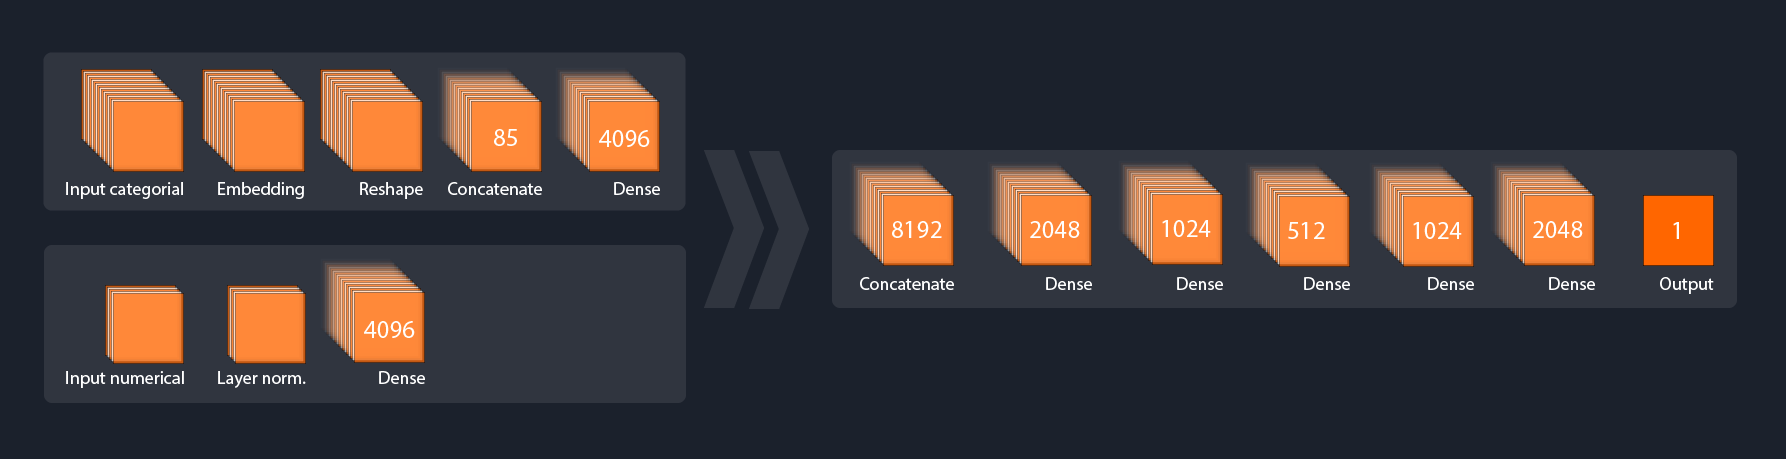 85
4096
Input categorial
Embedding
Reshape
Concatenate
Dense
4096
Input numerical
Layer norm.
Dense
8192
2048
1024
512
1024
2048
1
Concatenate
Dense
Dense
Dense
Dense
Dense
Output